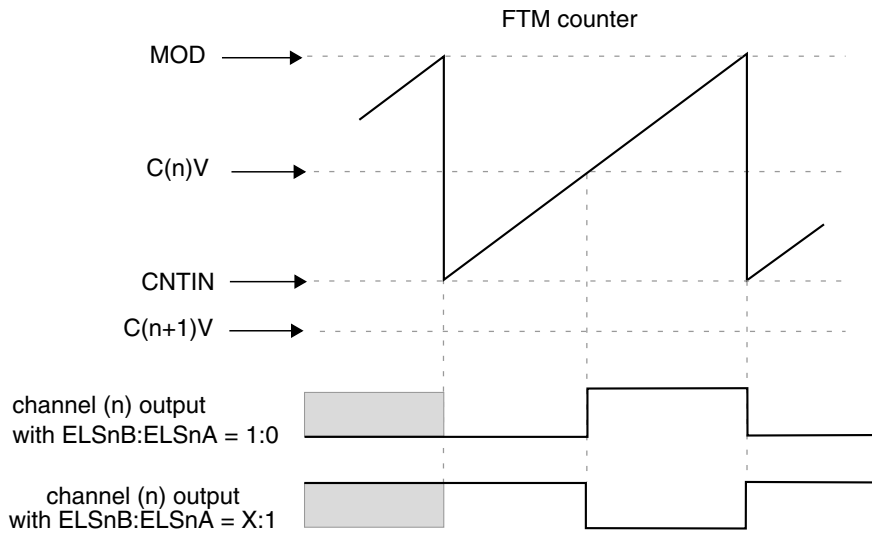 FTM counter
MOD
C(n)V
CNTIN
C(n+1)V
channel (n) output
with ELSnB:ELSnA = 1:0
channel (n) output
with ELSnB:ELSnA = X:1